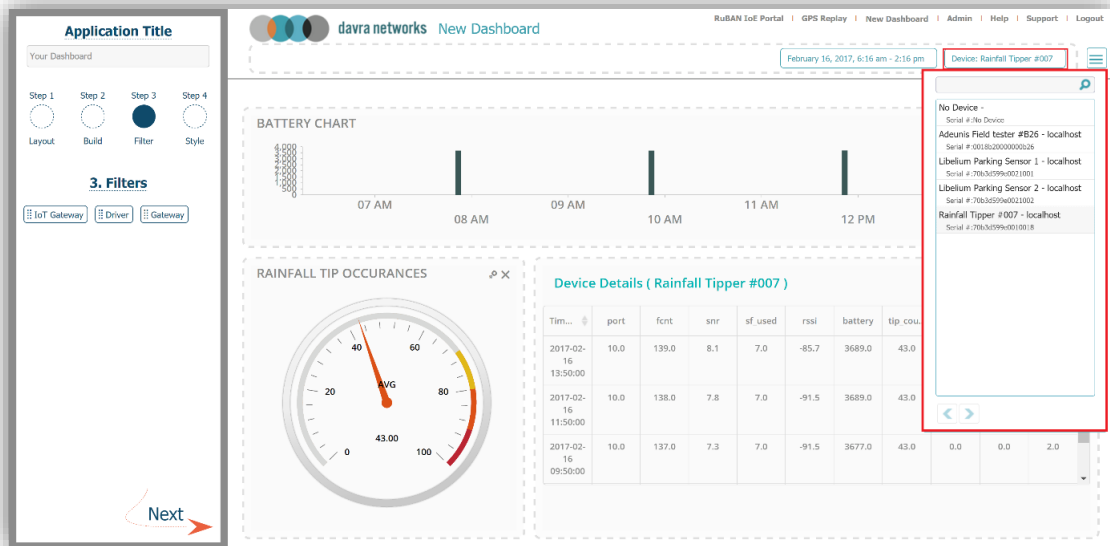 Application Title
Your Dashboard
Step 1 Step 2 Step 3 Step 4
Layout Build Filter Style
3. Filters
IoT Gateway Driver Gateway
Next
davra networks New Dashboard
RuBAN IoE Portal | GPS Replay | New Dashboard | Admin | Help | Support | Logout
February 16, 2017, 6:16 am - 2:16 pm
Device: Rainfall Tipper #007
No Device -
Serial #:No Device
Adeunis Field tester #B26 - localhost
Serial #:0018b20000000b26
Libelium Parking Sensor 1 - localhost
Serial #:70b3d599c0021001
Libelium Parking Sensor 2 - localhost
Serial #:70b3d599e0021002
Rainfall Tipper #007 - localhost
Serial #:70b3d599e0010018
BATTERY CHART
4,000
3,500
3,000
2,500
2,000
1,500
1,000
500
0
07 AM 08 AM 09 AM 10 AM 11 AM 12 PM
RAINFALL TIP OCCURANCES
0 20 40 60 80 100
AVG
43.00
Device Details ( Rainfall Tipper #007 )
Tim... port fcnt snr sf_used rssi battery tip_cou..
2017-02-16 13:50:00 10.0 139.0 8.1 7.0 -85.7 3689.0 43.0
2017-02-16 11:50:00 10.0 138.0 7.8 7.0 -91.5 3689.0 43.0
2017-02-16 09:50:00 10.0 137.0 7.3 7.0 -91.5 3677.0 43.0 0.0 0.0 2.0